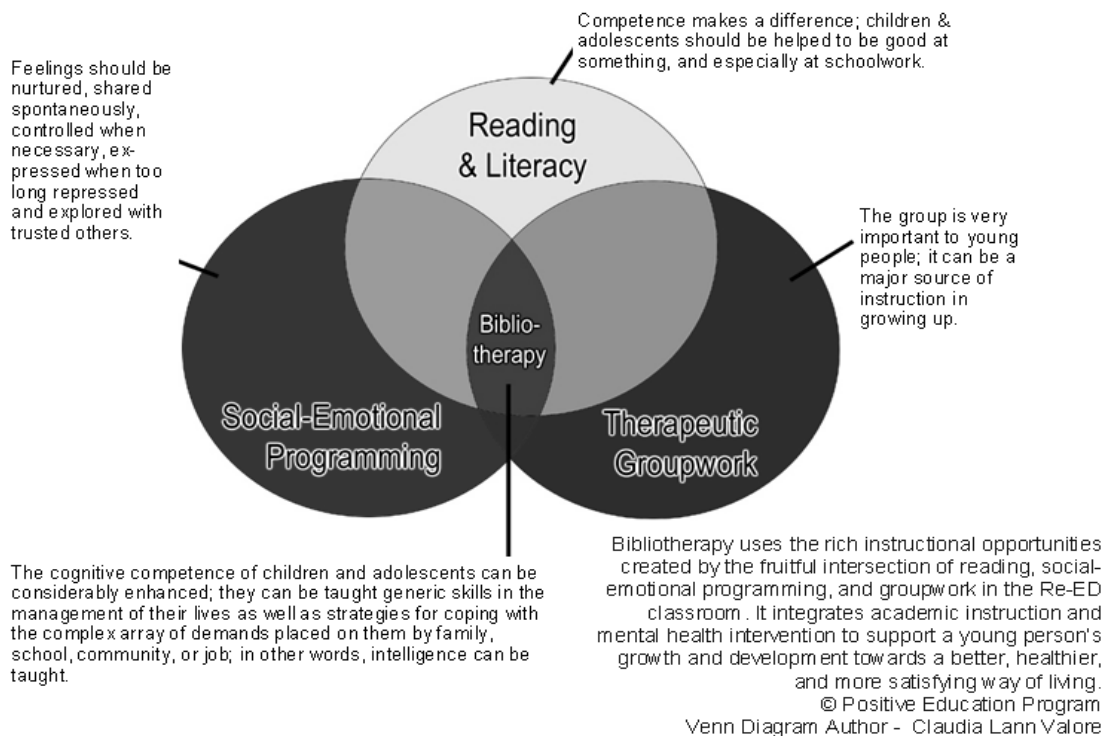 Competence makes a difference; children &
adolescents should be helped to be good at
something, and especially at schoolwork.
Feelings should be
nurtured, shared
spontaneously,
controlled when
necessary, ex-
pressed when too
long repressed
and explored with
trusted others.
Reading
& Literacy
The group is very
important to young
people; it can be a
major source of
instruction in
growing up.
Biblio-
therapy
Social-Emotional
Programming
Therapeutic
Groupwork
The cognitive competence of children and adolescents can be
considerably enhanced; they can be taught generic skills in the
management of their lives as well as strategies for coping with
the complex array of demands placed on them by family,
school, community, or job; in other words, intelligence can be
taught.
Bibliotherapy uses the rich instructional opportunities
created by the fruitful intersection of reading, social-
emotional programming, and groupwork in the Re-ED
classroom. It integrates academic instruction and
mental health intervention to support a young person's
growth and development towards a better, healthier,
and more satisfying way of living.
© Positive Education Program
Venn Diagram Author - Claudia Lann Valore